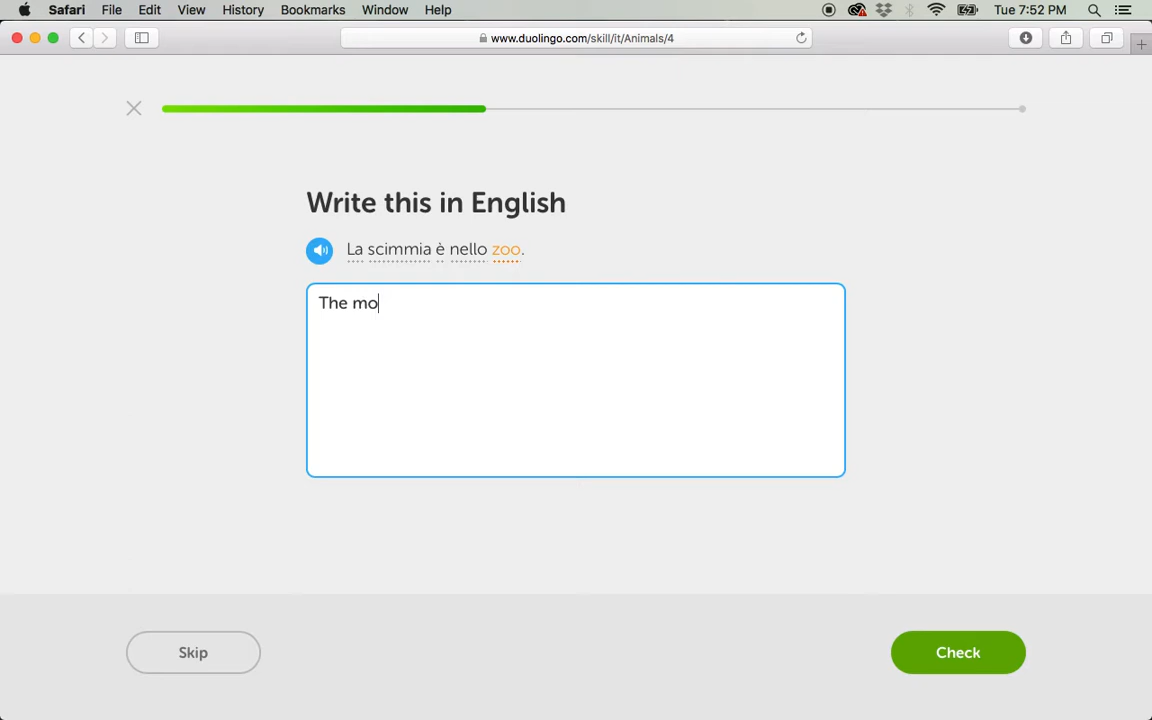 Safari File Edit View History Bookmarks Window Help Tue 7:52 PM
www.duolingo.com/skill/it/Animals/4
Write this in English
La scimmia è nello zoo.
The mo
Skip Check